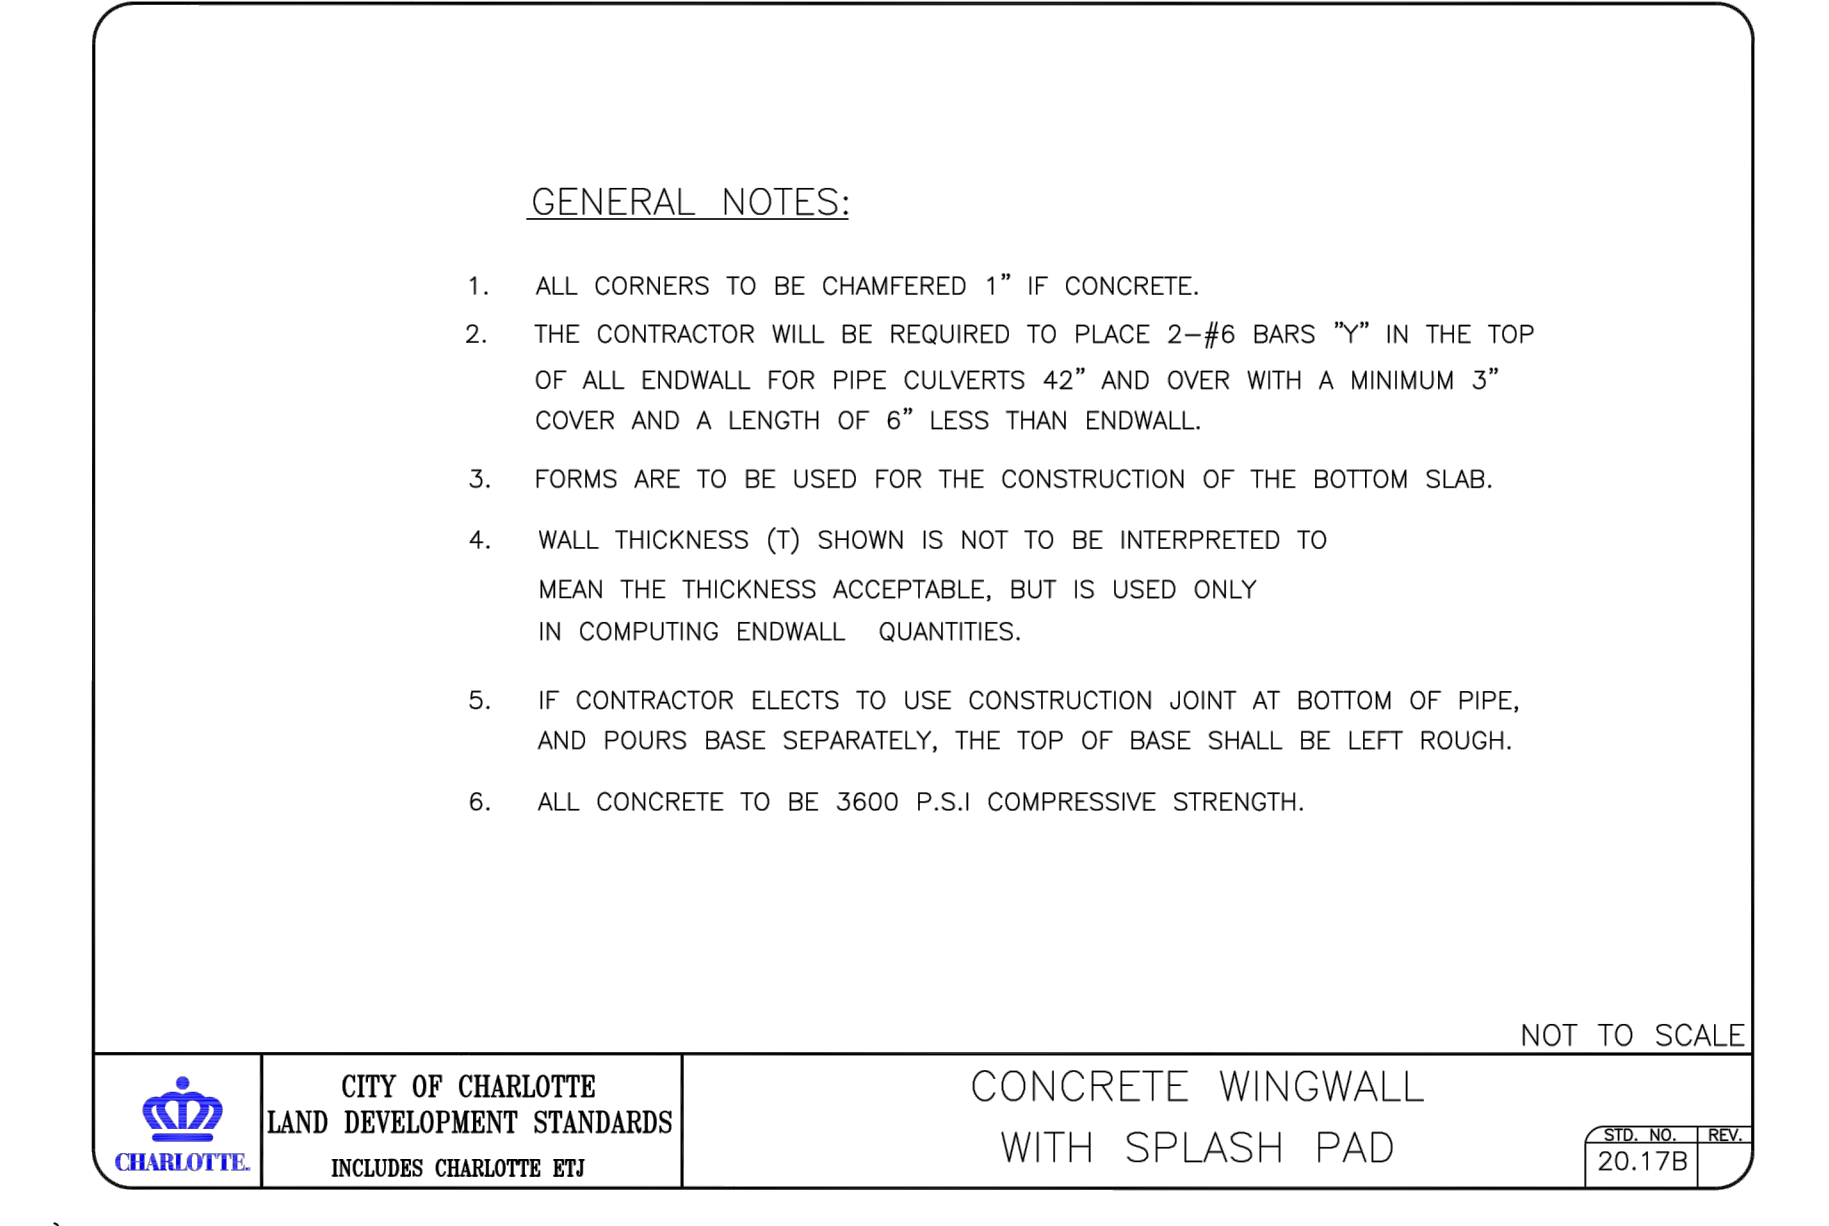 GENERAL NOTES:
1. ALL CORNERS TO BE CHAMFERED 1” IF CONCRETE.
2. THE CONTRACTOR WILL BE REQUIRED TO PLACE 2–#6 BARS ”Y” IN THE TOP
OF ALL ENDWALL FOR PIPE CULVERTS 42” AND OVER WITH A MINIMUM 3”
COVER AND A LENGTH OF 6” LESS THAN ENDWALL.
3. FORMS ARE TO BE USED FOR THE CONSTRUCTION OF THE BOTTOM SLAB.
4. WALL THICKNESS (T) SHOWN IS NOT TO BE INTERPRETED TO
MEAN THE THICKNESS ACCEPTABLE, BUT IS USED ONLY
IN COMPUTING ENDWALL QUANTITIES.
5. IF CONTRACTOR ELECTS TO USE CONSTRUCTION JOINT AT BOTTOM OF PIPE,
AND POURS BASE SEPARATELY, THE TOP OF BASE SHALL BE LEFT ROUGH.
6. ALL CONCRETE TO BE 3600 P.S.I COMPRESSIVE STRENGTH.
NOT TO SCALE
CHARLOTTE.
CITY OF CHARLOTTE
LAND DEVELOPMENT STANDARDS
INCLUDES CHARLOTTE ETJ
CONCRETE WINGWALL
WITH SPLASH PAD
STD. NO. REV.
20.17B